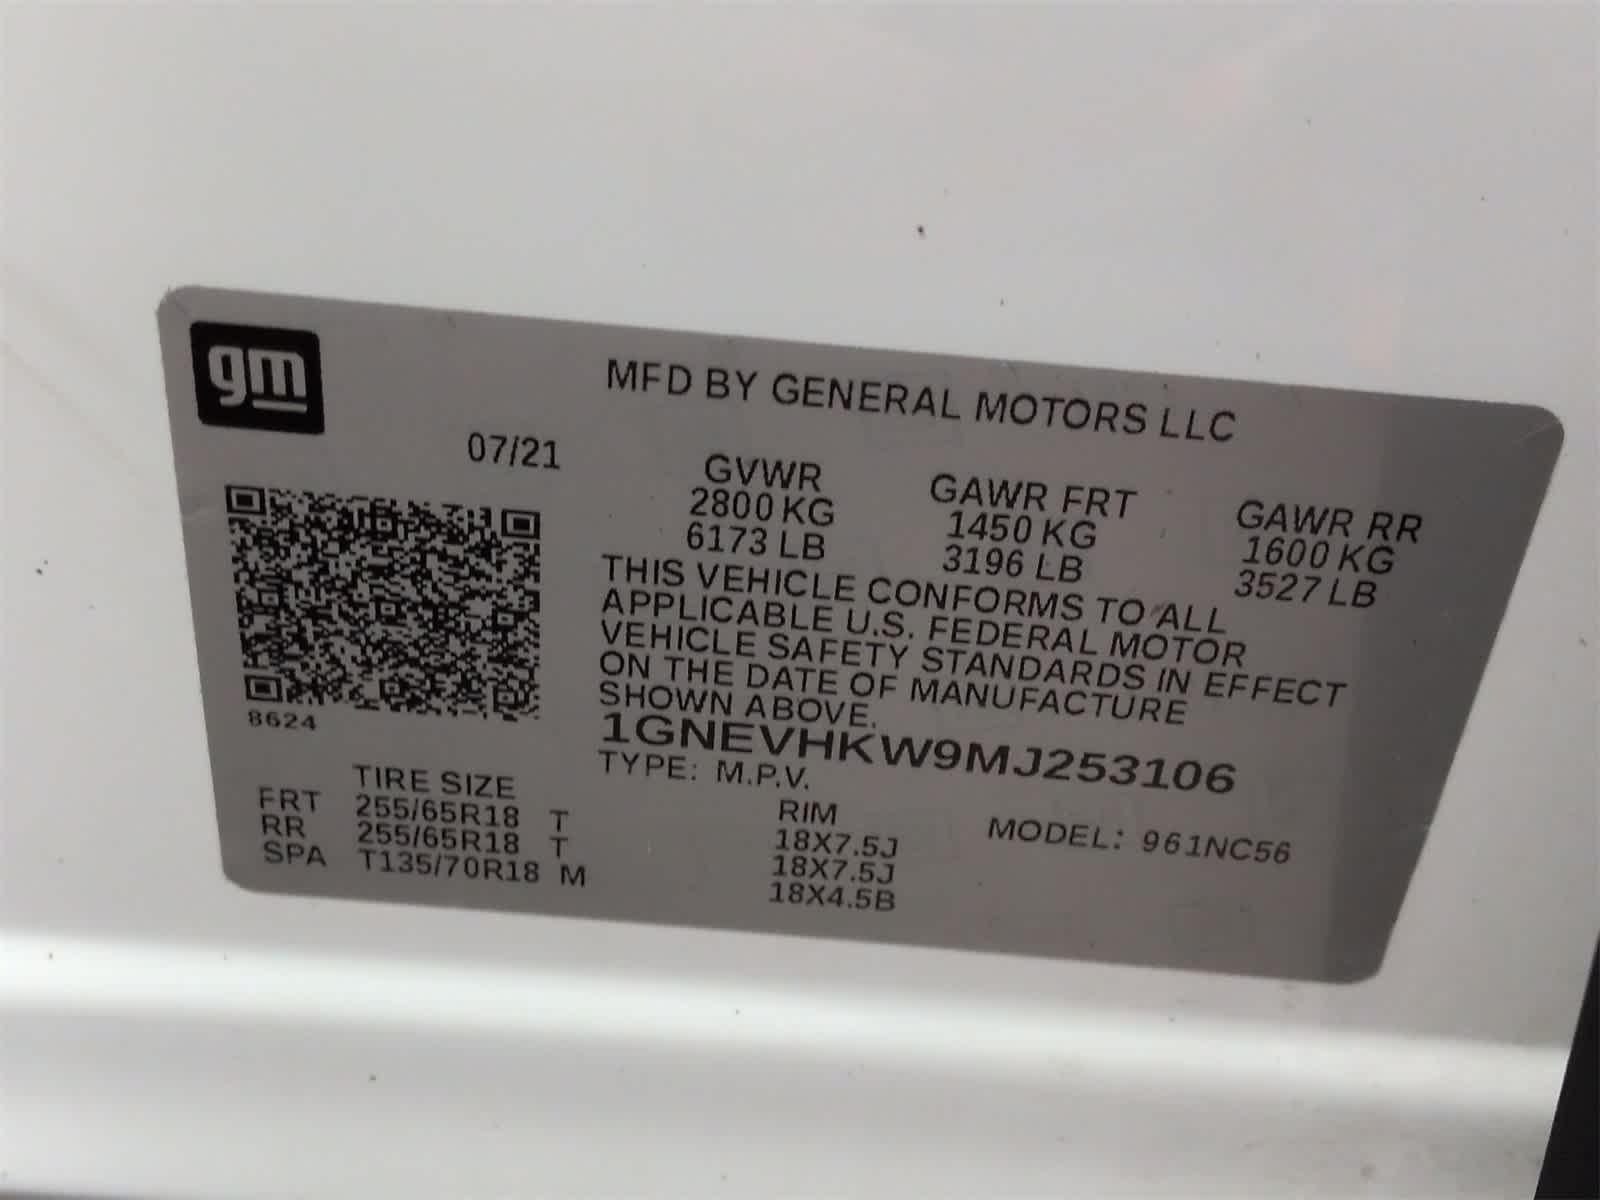 gm
MFD BY GENERAL MOTORS LLC
07/21
GVWR GAWR FRT GAWR RR
2800 KG 1450 KG 1600 KG
6173 LB 3196 LB 3527 LB
THIS VEHICLE CONFORMS TO ALL
APPLICABLE U.S. FEDERAL MOTOR
VEHICLE SAFETY STANDARDS IN EFFECT
ON THE DATE OF MANUFACTURE
SHOWN ABOVE.
8624
1GNEVHKW9MJ253106
TYPE: M.P.V. MODEL: 961NC56
TIRE SIZE RIM
FRT 255/65R18 T 18X7.5J
RR 255/65R18 T 18X7.5J
SPA T135/70R18 M 18X4.5B